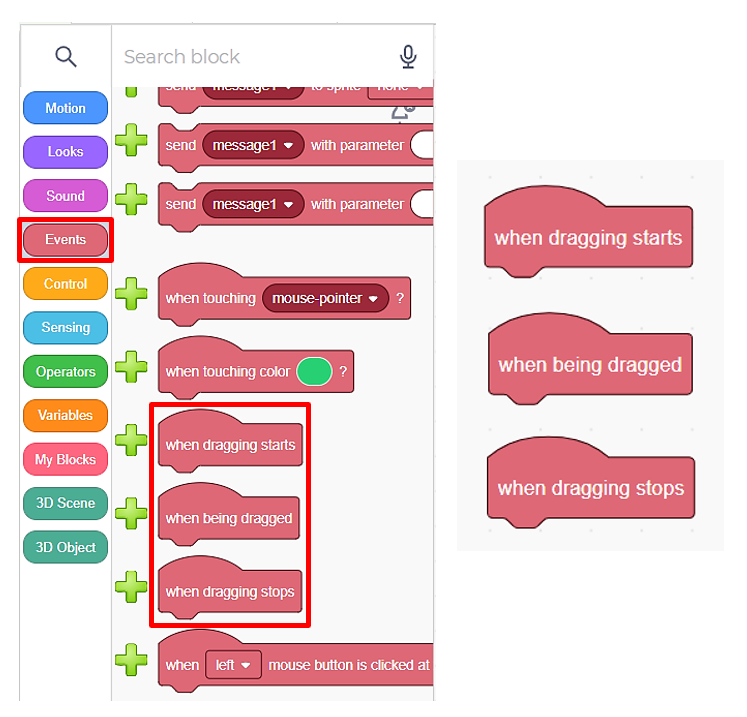 Search block
Motion
Looks
Sound
Events
Control
Sensing
Operators
Variables
My Blocks
3D Scene
3D Object
send message1 to sprite none
send message1 with parameter
send message1 with parameter
when touching mouse-pointer ?
when touching color ?
when dragging starts
when being dragged
when dragging stops
when left mouse button is clicked at
when dragging starts
when being dragged
when dragging stops